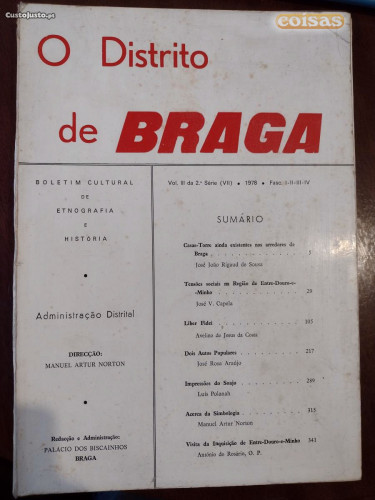 CustoJusto.pt
coisas
O Distrito
de BRAGA
BOLETIM CULTURAL
DE
ETNOGRAFIA
E
HISTÓRIA
Administração Distrital
DIRECÇÃO:
MANUEL ARTUR NORTON
Redacção e Administração:
PALÁCIO DOS BISCAINHOS
BRAGA
Vol. III da 2.ª Série (VII) • 1978 • Fasc. I-II-III-IV
SUMÁRIO
Casas-Torre ainda existentes nos arredores de
Braga . . . . . . . . . . 5
José João Rigaud de Sousa
Tensões sociais na Região de Entre-Douro-e-
-Minho . . . . . . . . . . 29
José V. Capela
Liber Fidei . . . . . . . . . . 103
Avelino de Jesus da Costa
Dois Autos Populares . . . . . . . 217
José Rosa Araújo
Impressões do Soajo . . . . . . . 289
Luís Polanah
Acerca da Simbologia . . . . . . . 315
Manuel Artur Norton
Visita da Inquisição de Entre-Douro-e-Minho 343
António do Rosário, O. P.